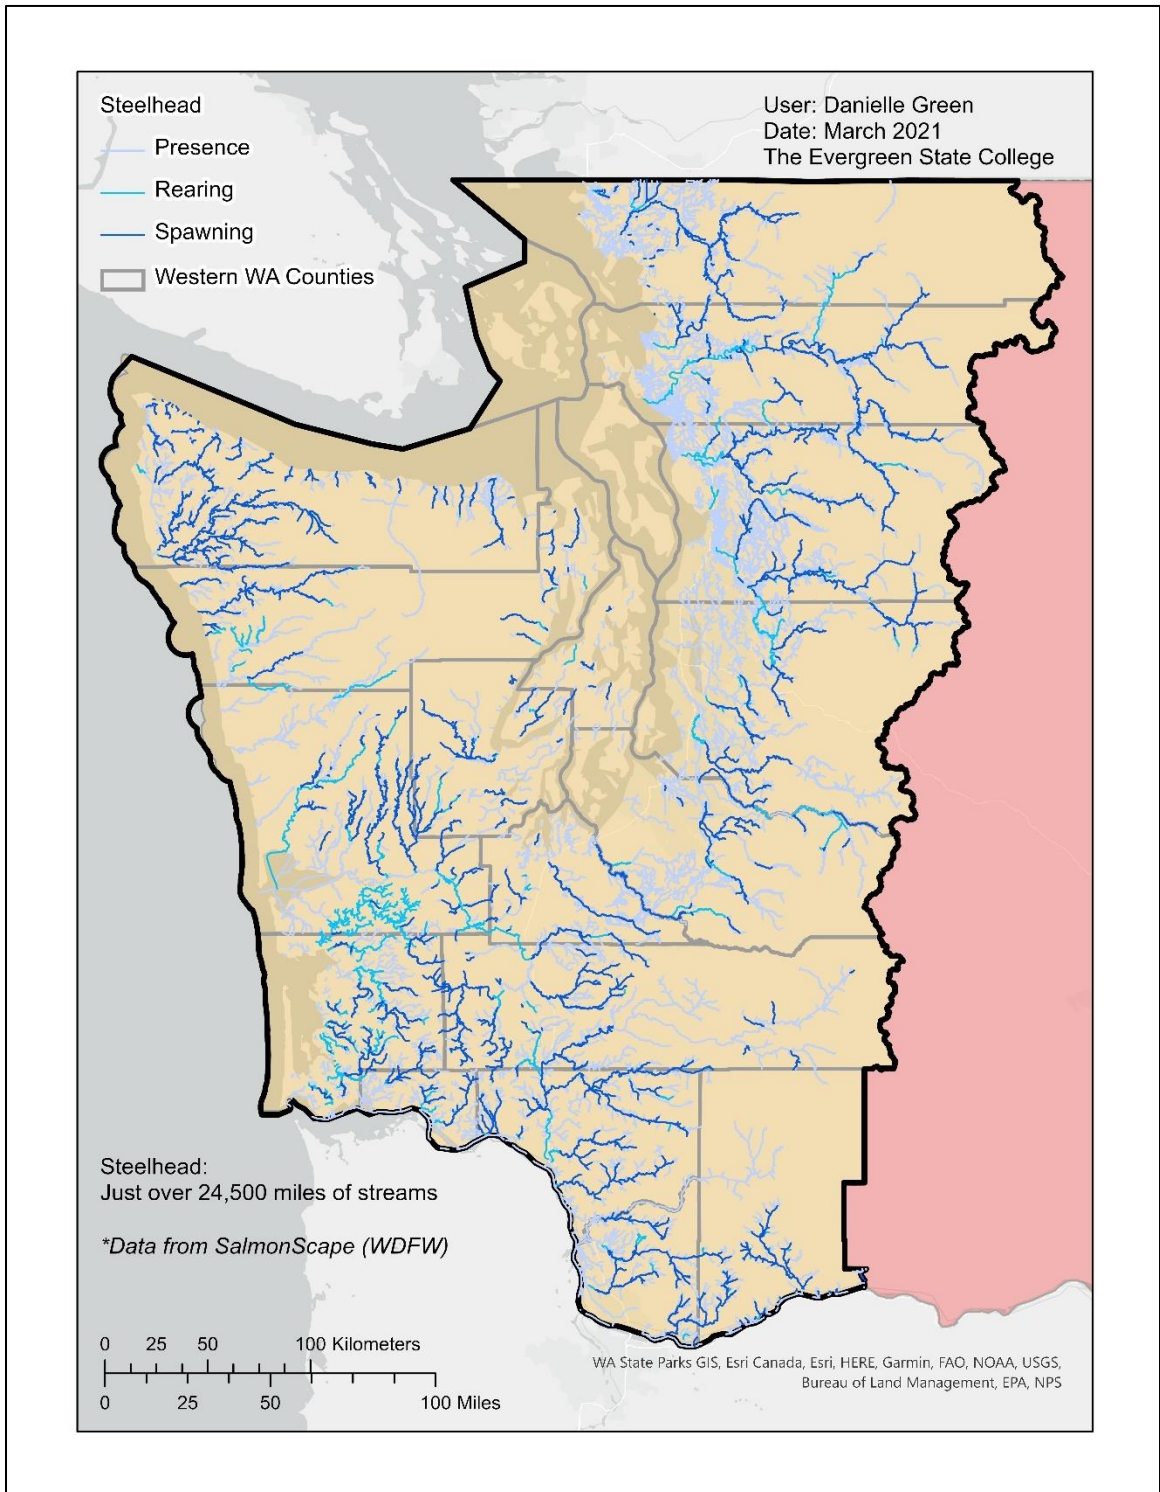 Steelhead
Presence
Rearing
Spawning
Western WA Counties
User: Danielle Green
Date: March 2021
The Evergreen State College
Steelhead:
Just over 24,500 miles of streams
*Data from SalmonScape (WDFW)
0 25 50 100 Kilometers
0 25 50 100 Miles
WA State Parks GIS, Esri Canada, Esri, HERE, Garmin, FAO, NOAA, USGS,
Bureau of Land Management, EPA, NPS